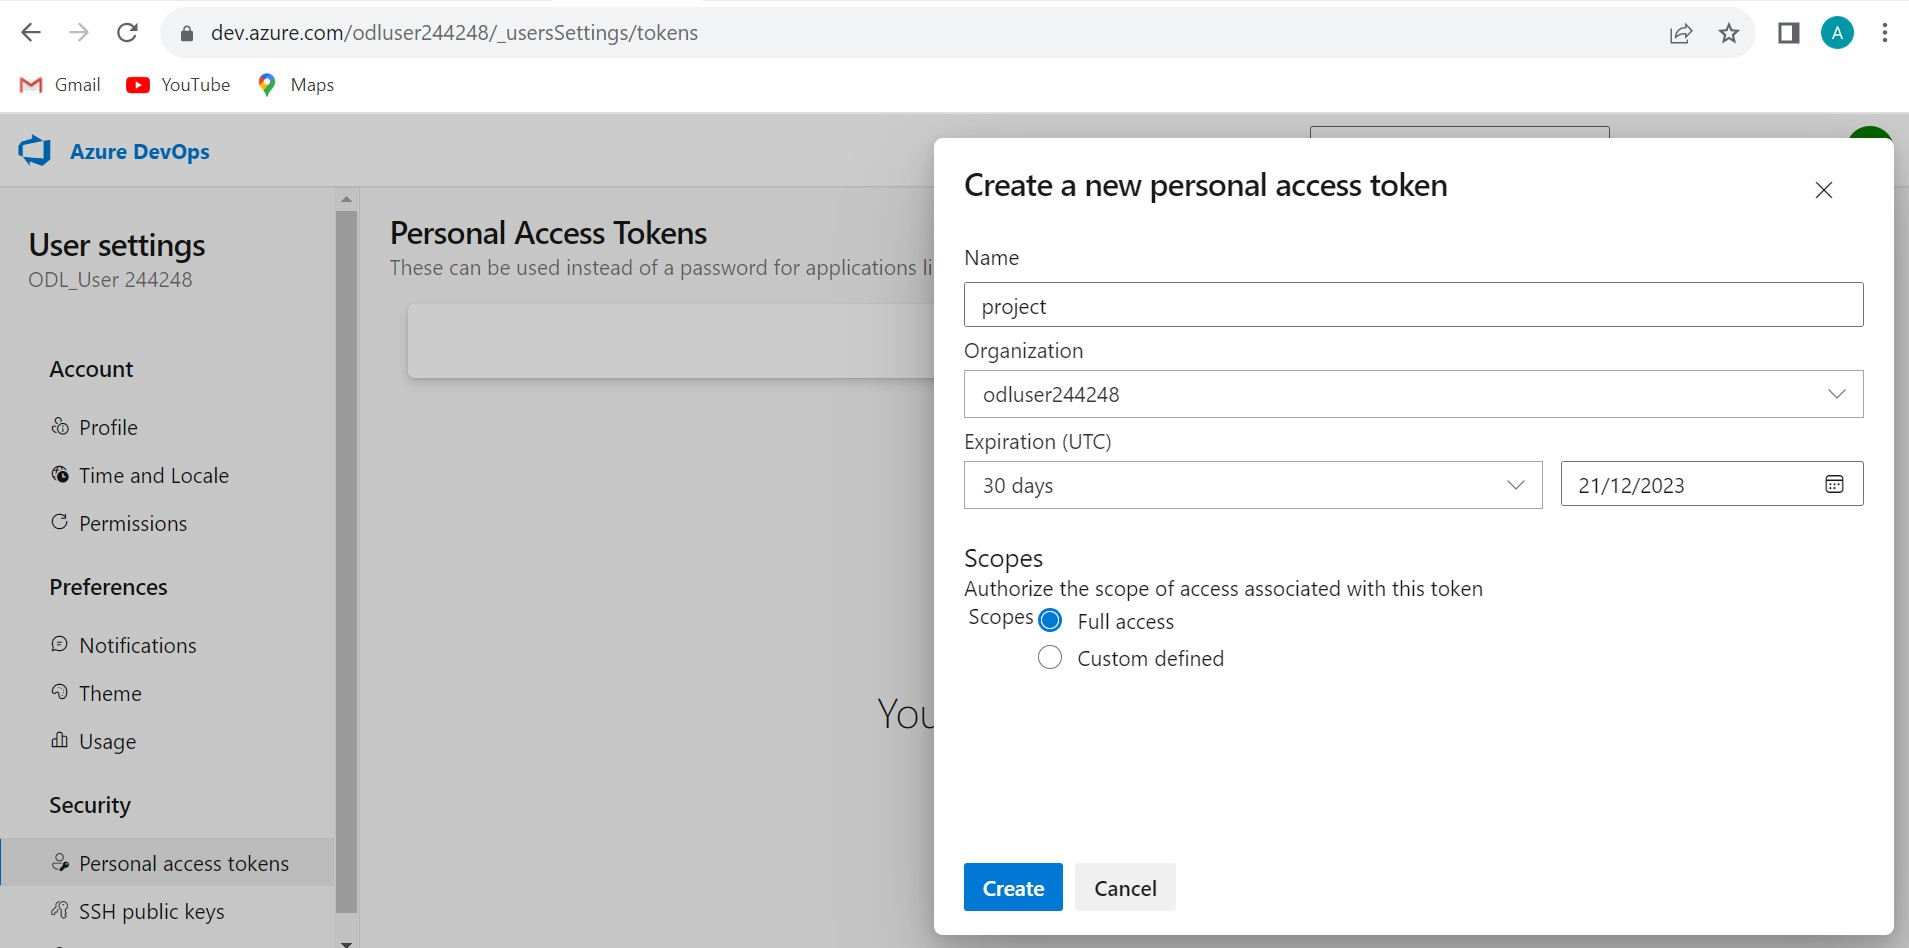 dev.azure.com/odluser244248/_usersSettings/tokens
A
Gmail
YouTube
Maps
Azure DevOps
User settings
ODL_User 244248
Account
Profile
Time and Locale
Permissions
Preferences
Notifications
Theme
Usage
Security
Personal access tokens
SSH public keys
Personal Access Tokens
These can be used instead of a password for applications li
You
Create a new personal access token
Name
project
Organization
odluser244248
Expiration (UTC)
30 days
21/12/2023
Scopes
Authorize the scope of access associated with this token
Scopes
Full access
Custom defined
Create
Cancel